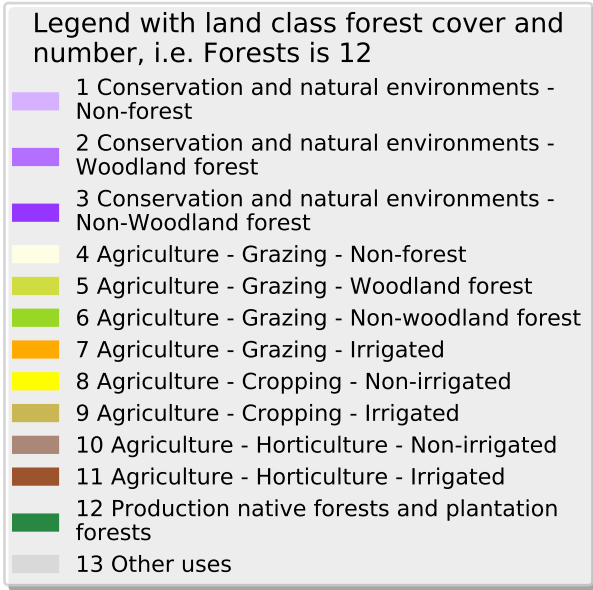 Legend with land class forest cover and
number, i.e. Forests is 12
1 Conservation and natural environments -
Non-forest
2 Conservation and natural environments -
Woodland forest
3 Conservation and natural environments -
Non-Woodland forest
4 Agriculture - Grazing - Non-forest
5 Agriculture - Grazing - Woodland forest
6 Agriculture - Grazing - Non-woodland forest
7 Agriculture - Grazing - Irrigated
8 Agriculture - Cropping - Non-irrigated
9 Agriculture - Cropping - Irrigated
10 Agriculture - Horticulture - Non-irrigated
11 Agriculture - Horticulture - Irrigated
12 Production native forests and plantation
forests
13 Other uses